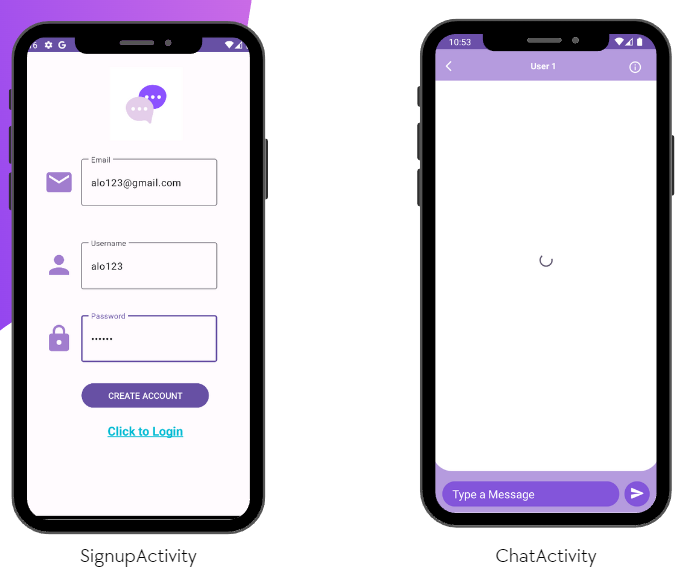 Email
alo123@gmail.com
Username
alo123
Password
••••••
CREATE ACCOUNT
Click to Login
SignupActivity
10:53
User 1
Type a Message
ChatActivity